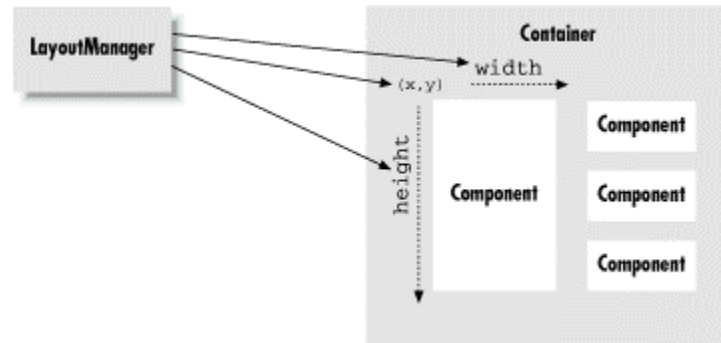 Container
LayoutManager
width
(x,y)
height
Component
Component
Component
Component